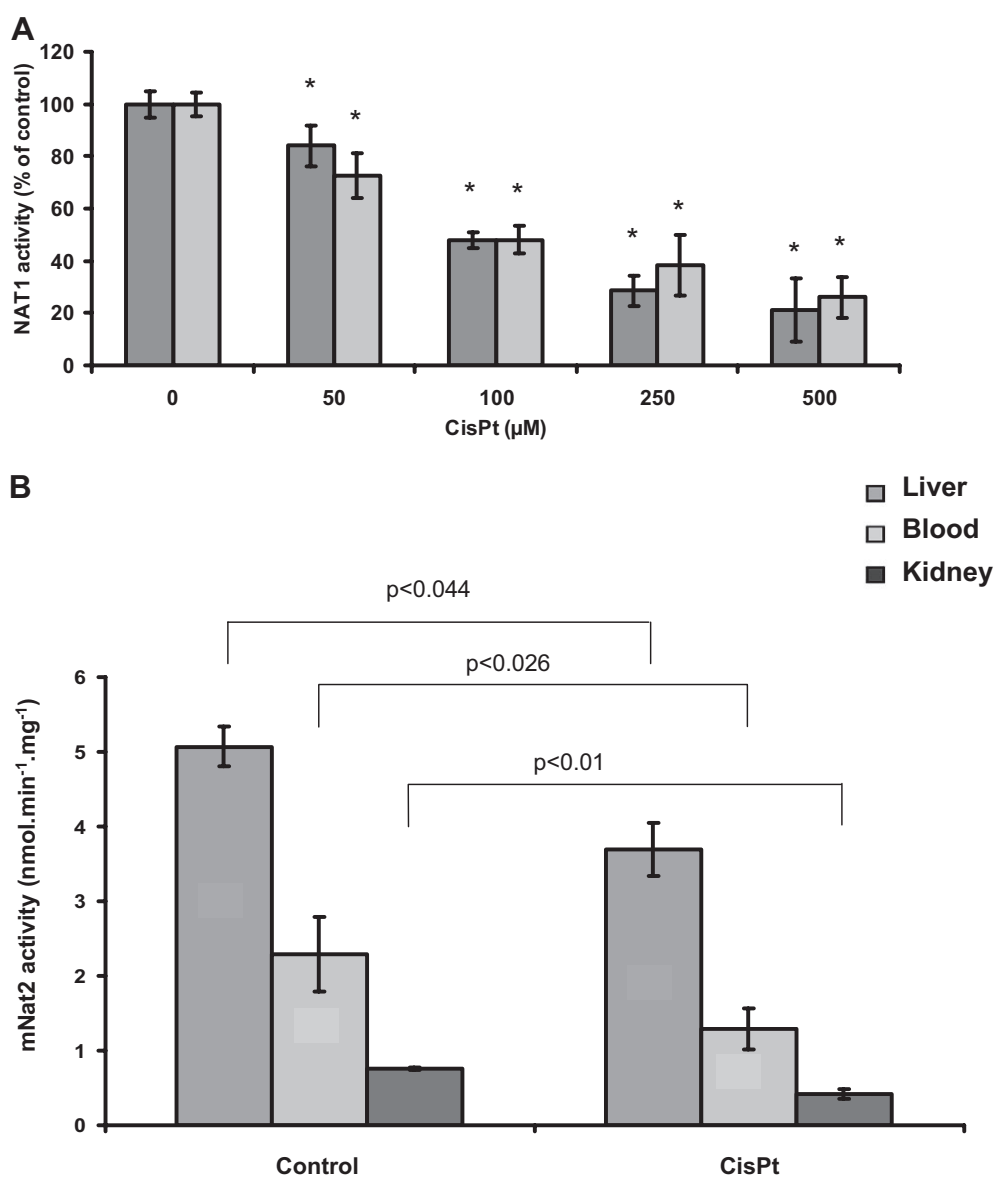 A
120
100
80
60
40
20
0
NAT1 activity (% of control)
* * * * * * * *
0 50 100 250 500
CisPt (µM)
B
Liver
Blood
Kidney
p<0.044
p<0.026
p<0.01
6
5
4
3
2
1
0
mNat2 activity (nmol.min⁻¹.mg⁻¹)
Control CisPt